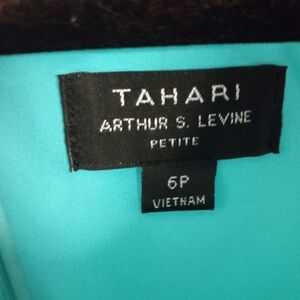 TAHARI
ARTHUR S. LEVINE
PETITE
6P
VIETNAM